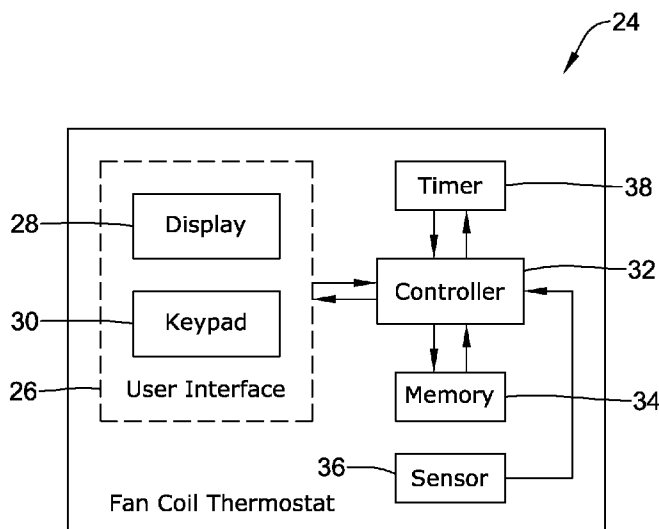 24
Timer
38
28
Display
32
Controller
30
Keypad
26
User Interface
Memory
34
36
Sensor
Fan Coil Thermostat